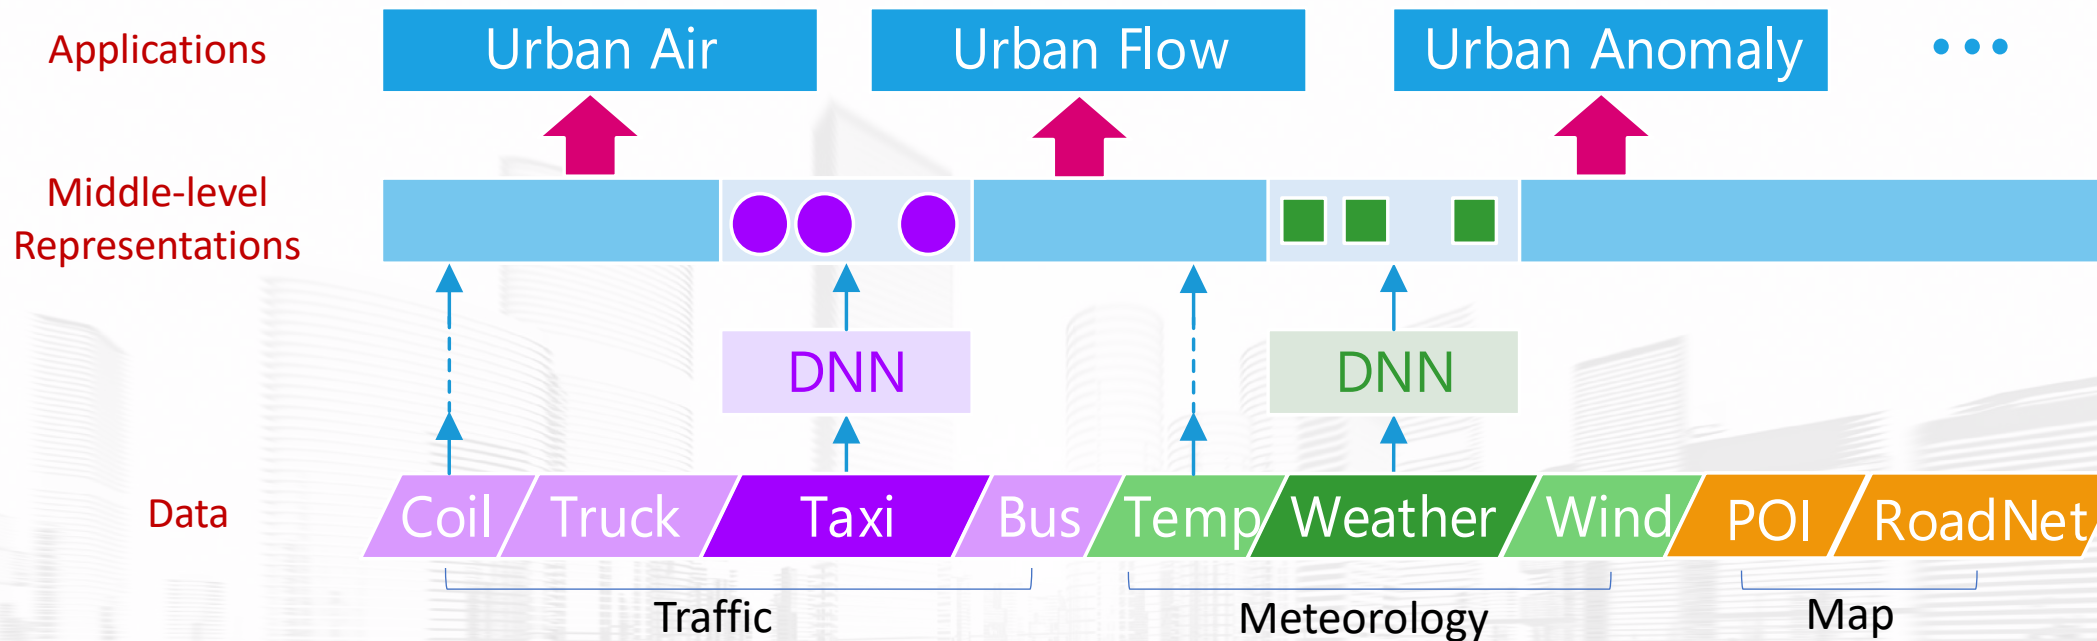 Applications
Urban Air
Urban Flow
Urban Anomaly
...
Middle-level
Representations
DNN
DNN
Data
Coil
Truck
Taxi
Bus
Temp
Weather
Wind
POI
RoadNet
Traffic
Meteorology
Map